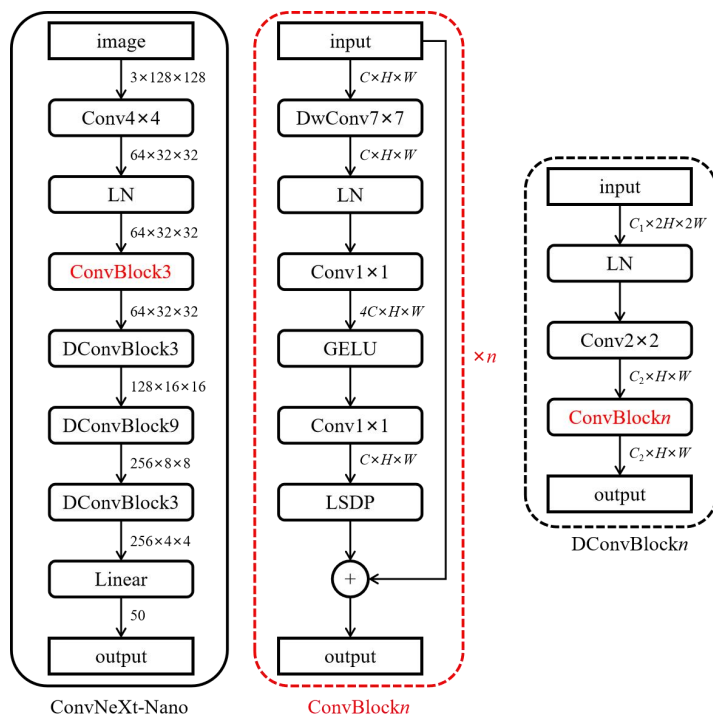 image
3×128×128
Conv4×4
64×32×32
LN
64×32×32
ConvBlock3
64×32×32
DConvBlock3
128×16×16
DConvBlock9
256×8×8
DConvBlock3
256×4×4
Linear
50
output
ConvNeXt-Nano
input
C×H×W
DwConv7×7
C×H×W
LN
Conv1×1
4C×H×W
GELU
Conv1×1
C×H×W
LSDP
+
output
×n
ConvBlockn
input
C₁×2H×2W
LN
Conv2×2
C₂×H×W
ConvBlockn
C₂×H×W
output
DConvBlockn